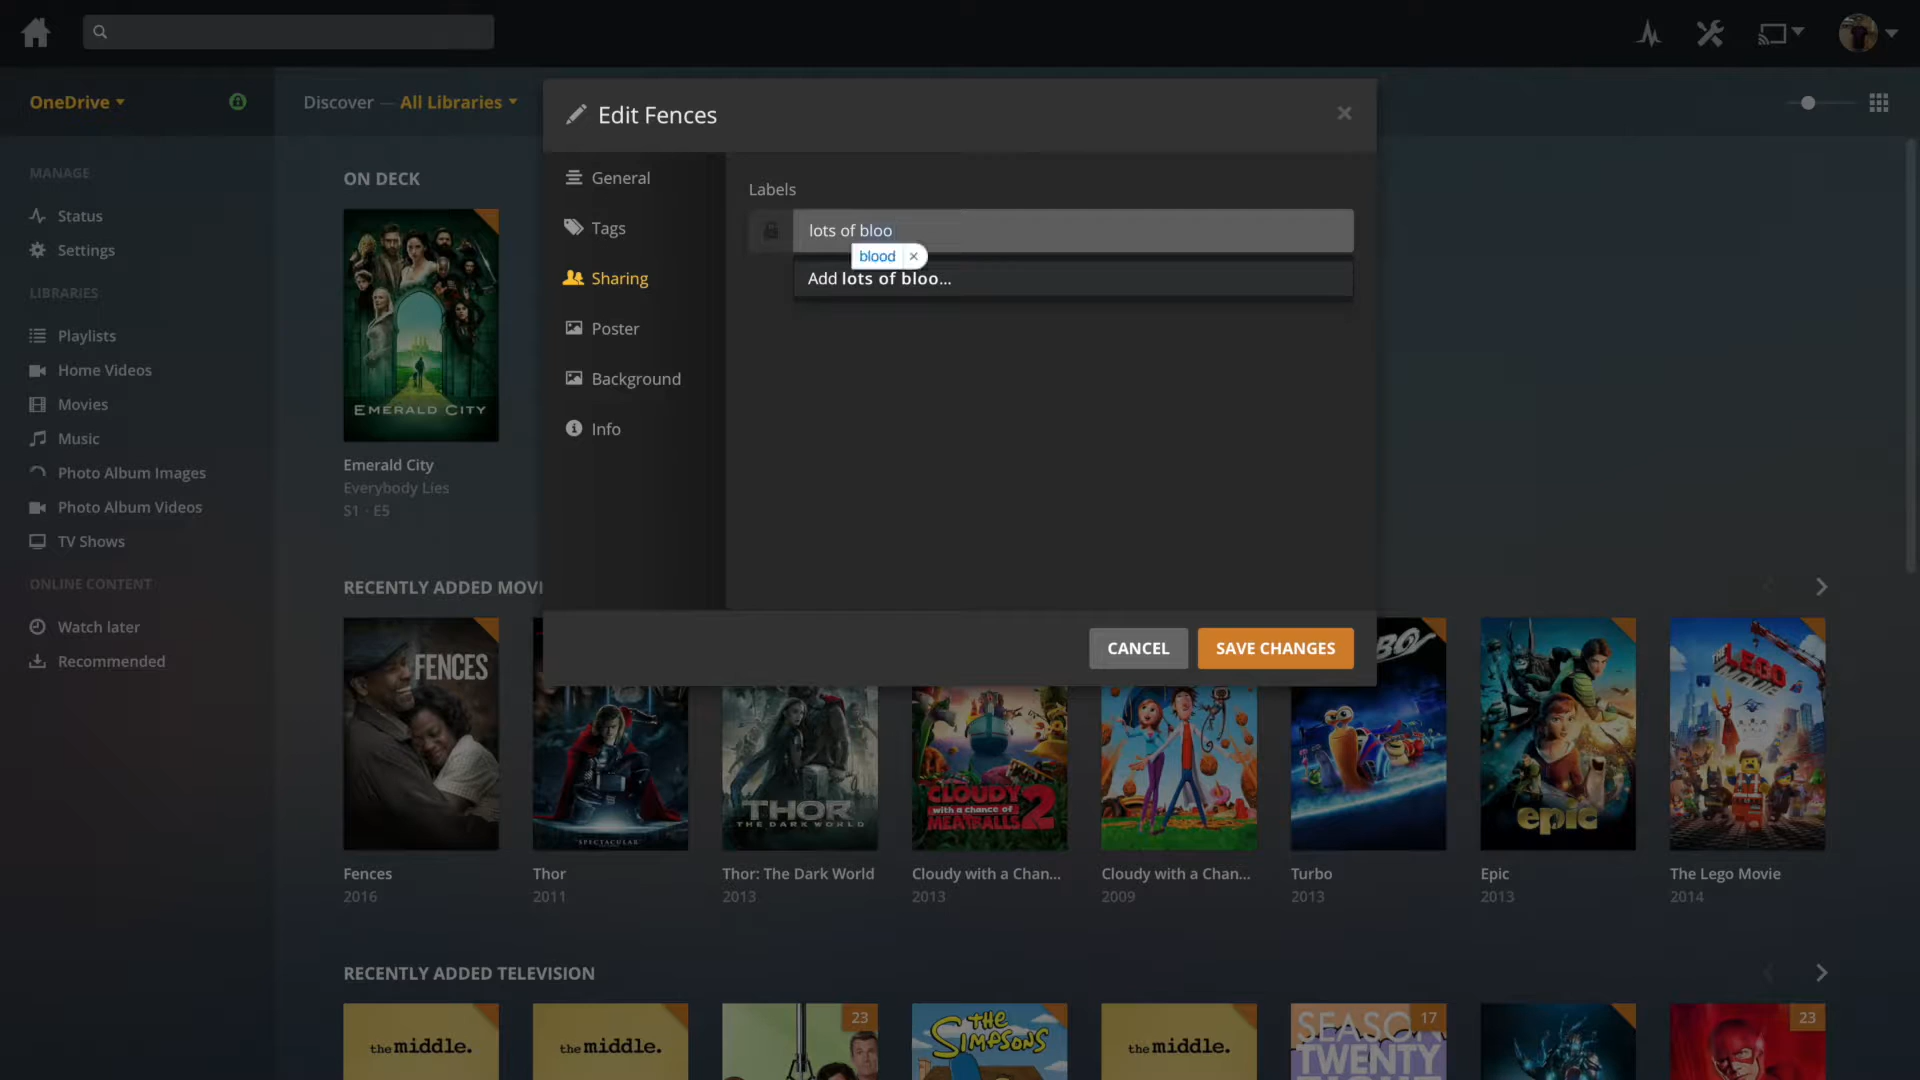 OneDrive
Discover — All Libraries
MANAGE
Status
Settings
LIBRARIES
Playlists
Home Videos
Movies
Music
Photo Album Images
Photo Album Videos
TV Shows
ONLINE CONTENT
Watch later
Recommended
Edit Fences
General
Tags
Sharing
Poster
Background
Info
Labels
lots of bloo
blood ×
Add lots of bloo...
CANCEL
SAVE CHANGES
ON DECK
EMERALD CITY
Emerald City
Everybody Lies
S1 · E5
RECENTLY ADDED MOVI
FENCES
SPECTACULAR
THOR
THE DARK WORLD
CLOUDY
with a chance of
MEATBALLS 2
epic
THE LEGO MOVIE
Fences
2016
Thor
2011
Thor: The Dark World
2013
Cloudy with a Chan...
2013
Cloudy with a Chan...
2009
Turbo
2013
Epic
2013
The Lego Movie
2014
RECENTLY ADDED TELEVISION
the middle.
the middle.
23
THE SIMPSONS
the middle.
SEASON
TWENTY
17
23